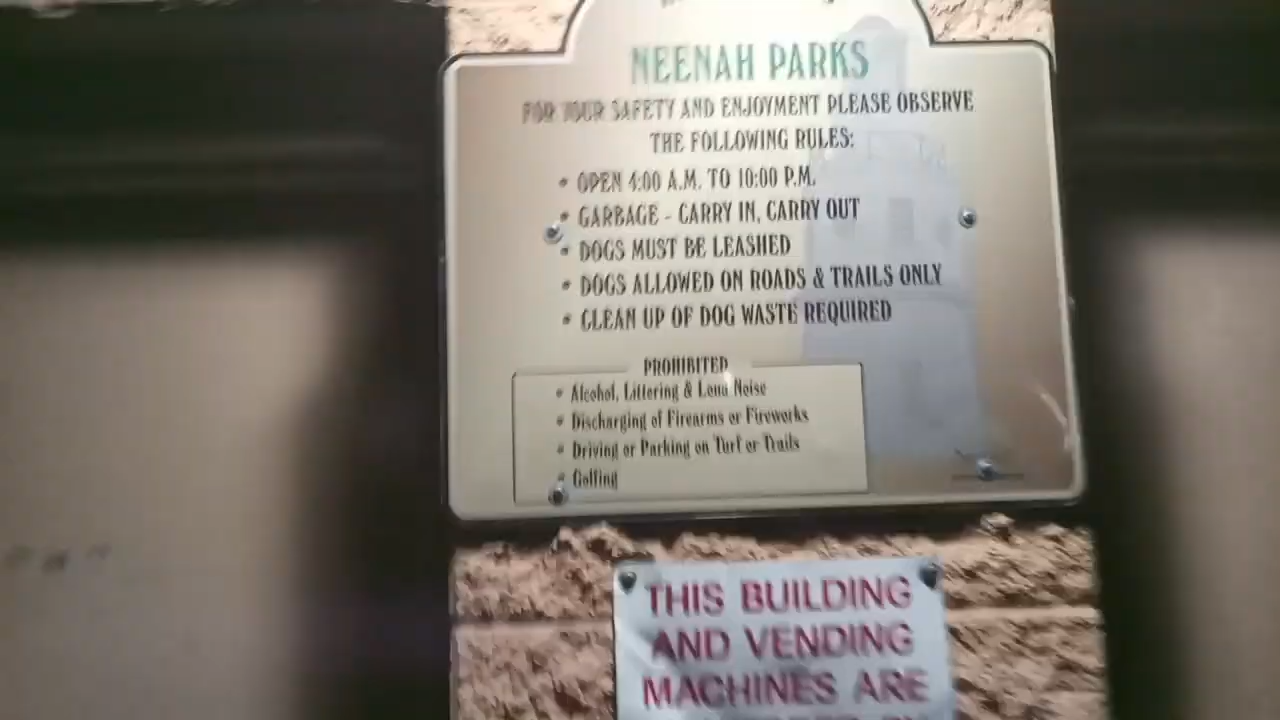 NEENAH PARKS
FOR YOUR SAFETY AND ENJOYMENT PLEASE OBSERVE
THE FOLLOWING RULES:
• OPEN 4:00 A.M. TO 10:00 P.M.
• GARBAGE - CARRY IN, CARRY OUT
• DOGS MUST BE LEASHED
• DOGS ALLOWED ON ROADS & TRAILS ONLY
• CLEAN UP OF DOG WASTE REQUIRED
PROHIBITED
• Alcohol, Littering & Loud Noise
• Discharging of Firearms or Fireworks
• Driving or Parking on Turf or Trails
• Golfing
THIS BUILDING
AND VENDING
MACHINES ARE